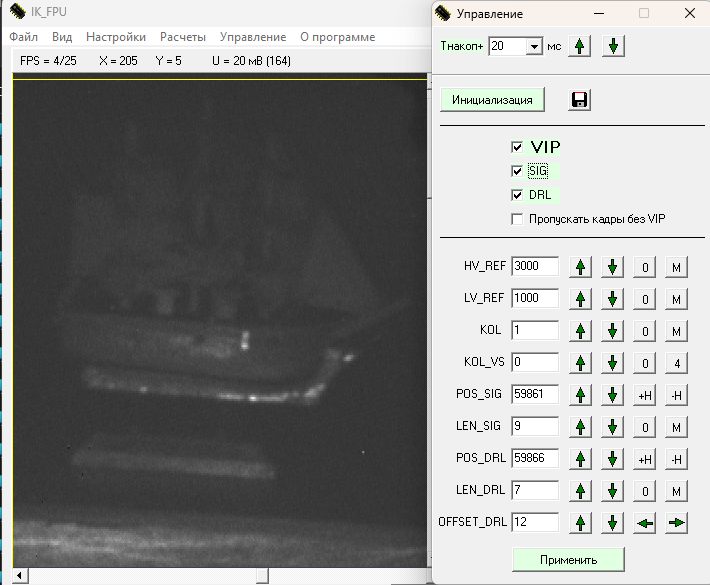 IK_FPU
Файл Вид Настройки Расчеты Управление О программе
FPS = 4/25 X = 205 Y = 5 U = 20 мВ (164)
Управление
Тнакоп+ 20 мс
Инициализация
VIP
SIG
DRL
Пропускать кадры без VIP
HV_REF 3000 0 M
LV_REF 1000 0 M
KOL 1 0 M
KOL_VS 0 0 4
POS_SIG 59861 +H -H
LEN_SIG 9 0 M
POS_DRL 59866 +H -H
LEN_DRL 7 0 M
OFFSET_DRL 12
Применить